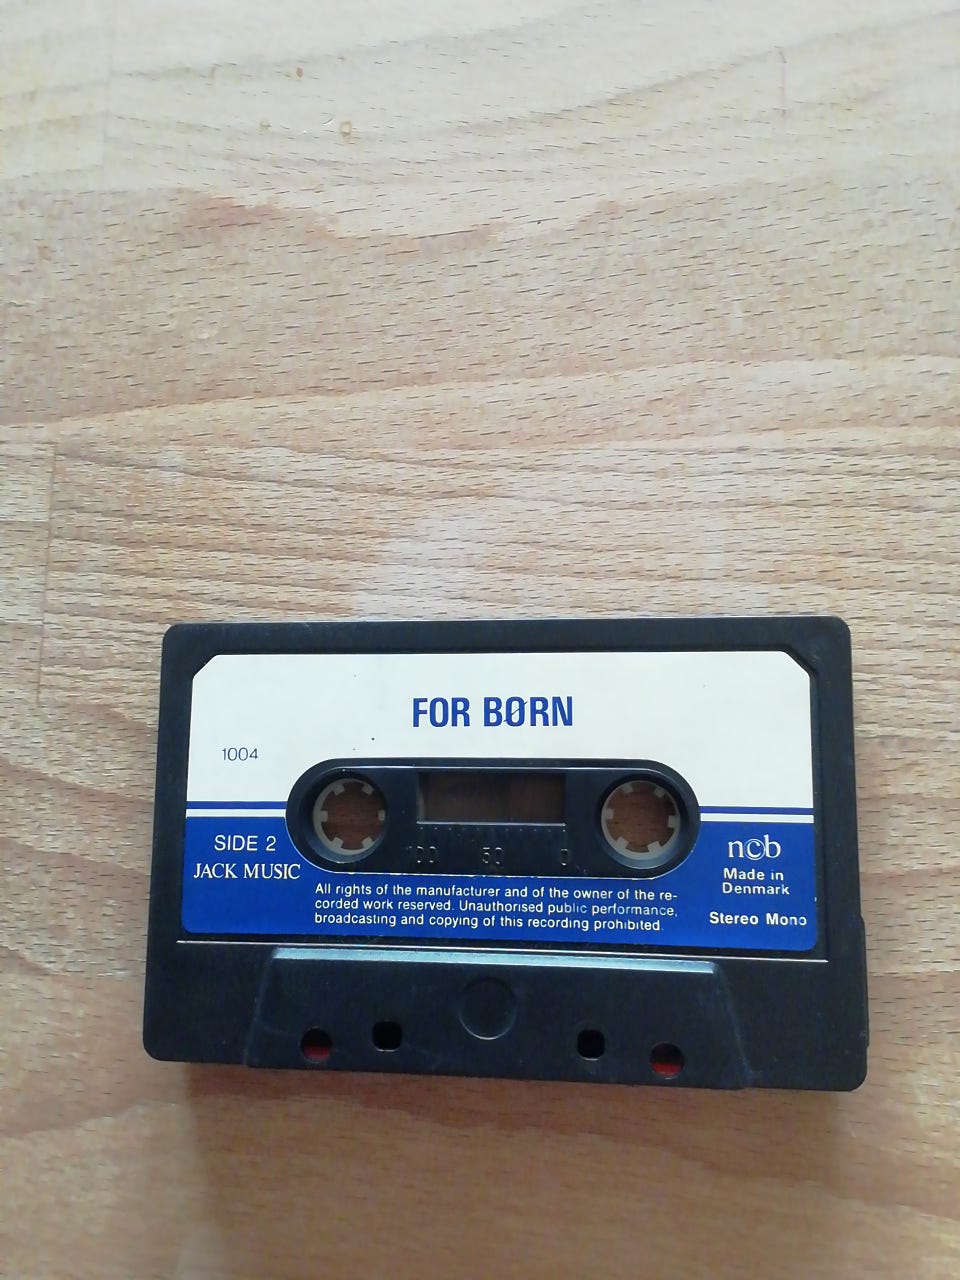 FOR BØRN
1004
SIDE 2
JACK MUSIC
100 50 0
All rights of the manufacturer and of the owner of the re-
corded work reserved. Unauthorised public performance,
broadcasting and copying of this recording prohibited.
ncb
Made in
Denmark
Stereo Mono